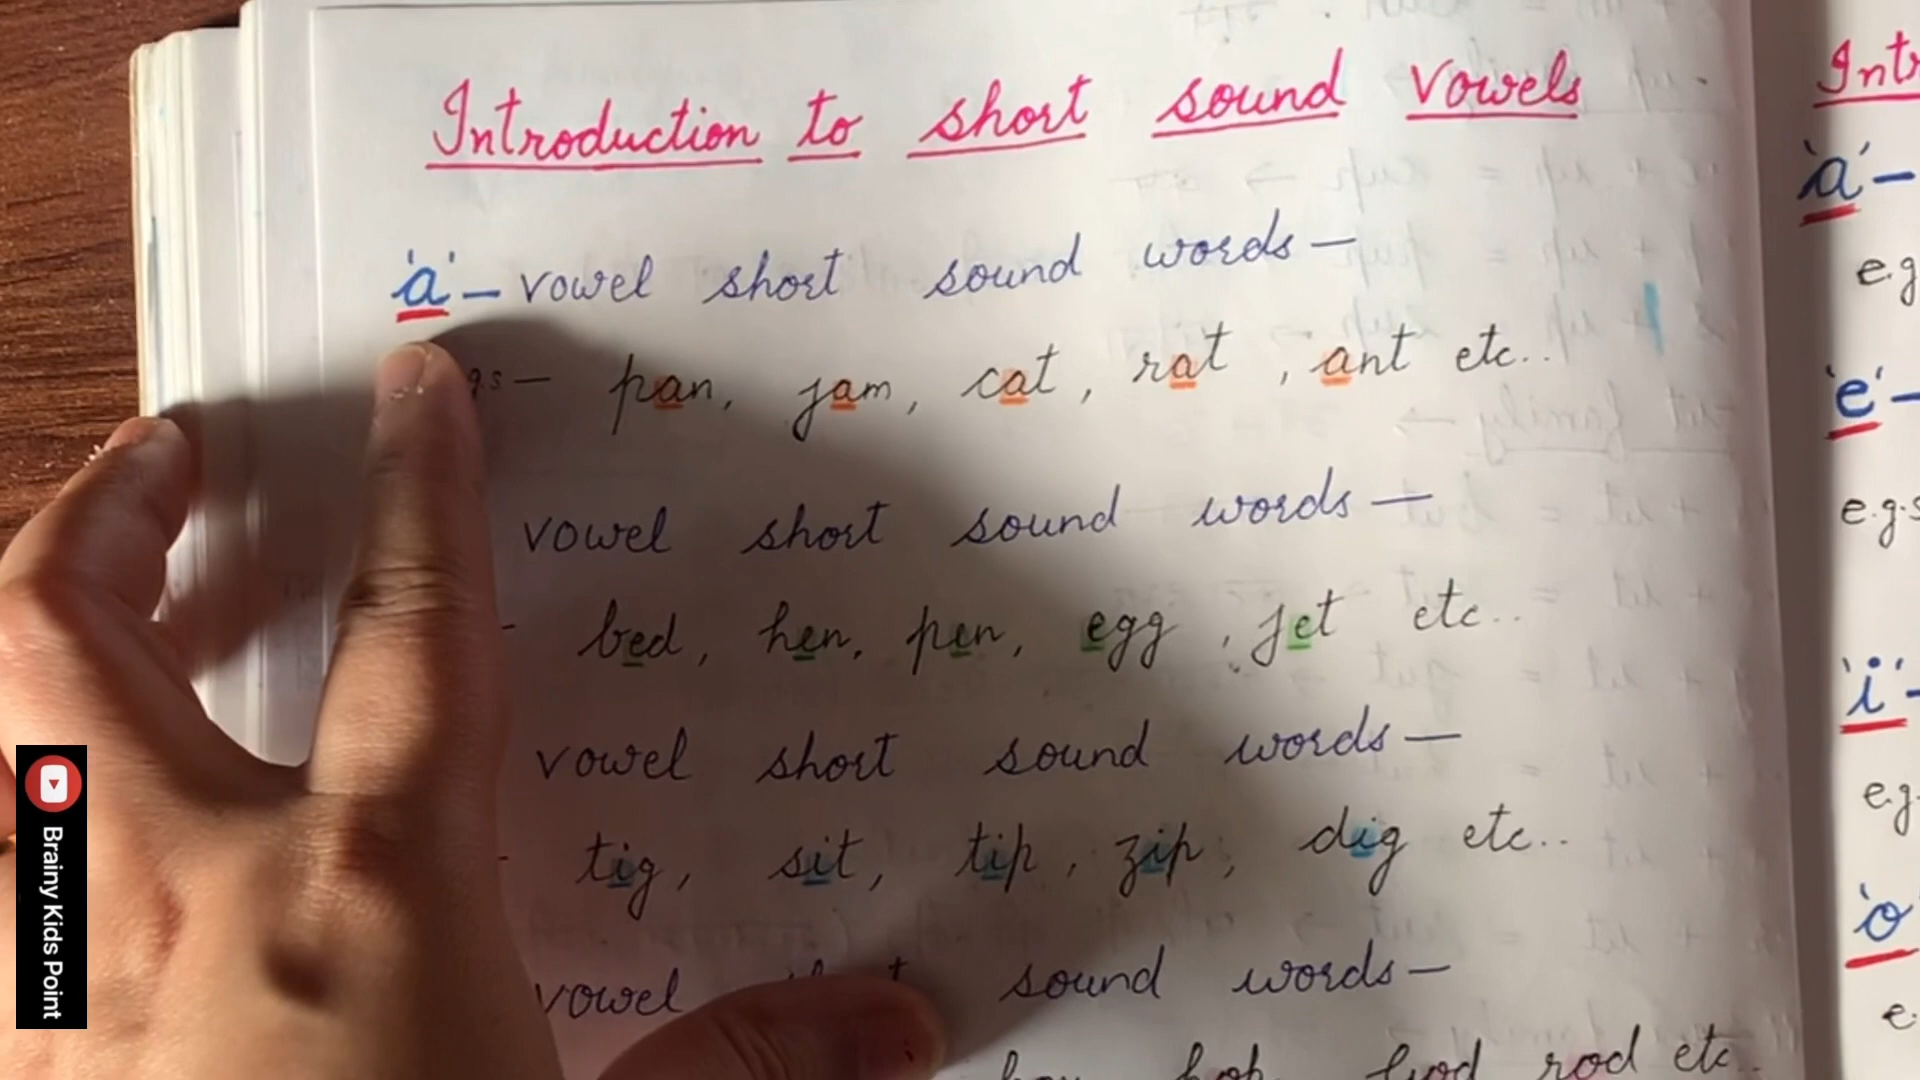 Introduction to short sound Vowels
'a' – vowel short sound words –
g.s – pan, jam, cat, rat, ant etc..
vowel short sound words –
- bed, hen, pen, egg, jet etc..
vowel short sound words –
- tig, sit, tip, zip, dig etc..
vowel sound words –
rod etc..
Intr
'a' –
e.g
'e' –
e.g.s
'i' –
e.g.
'o'
e.
Brainy Kids Point